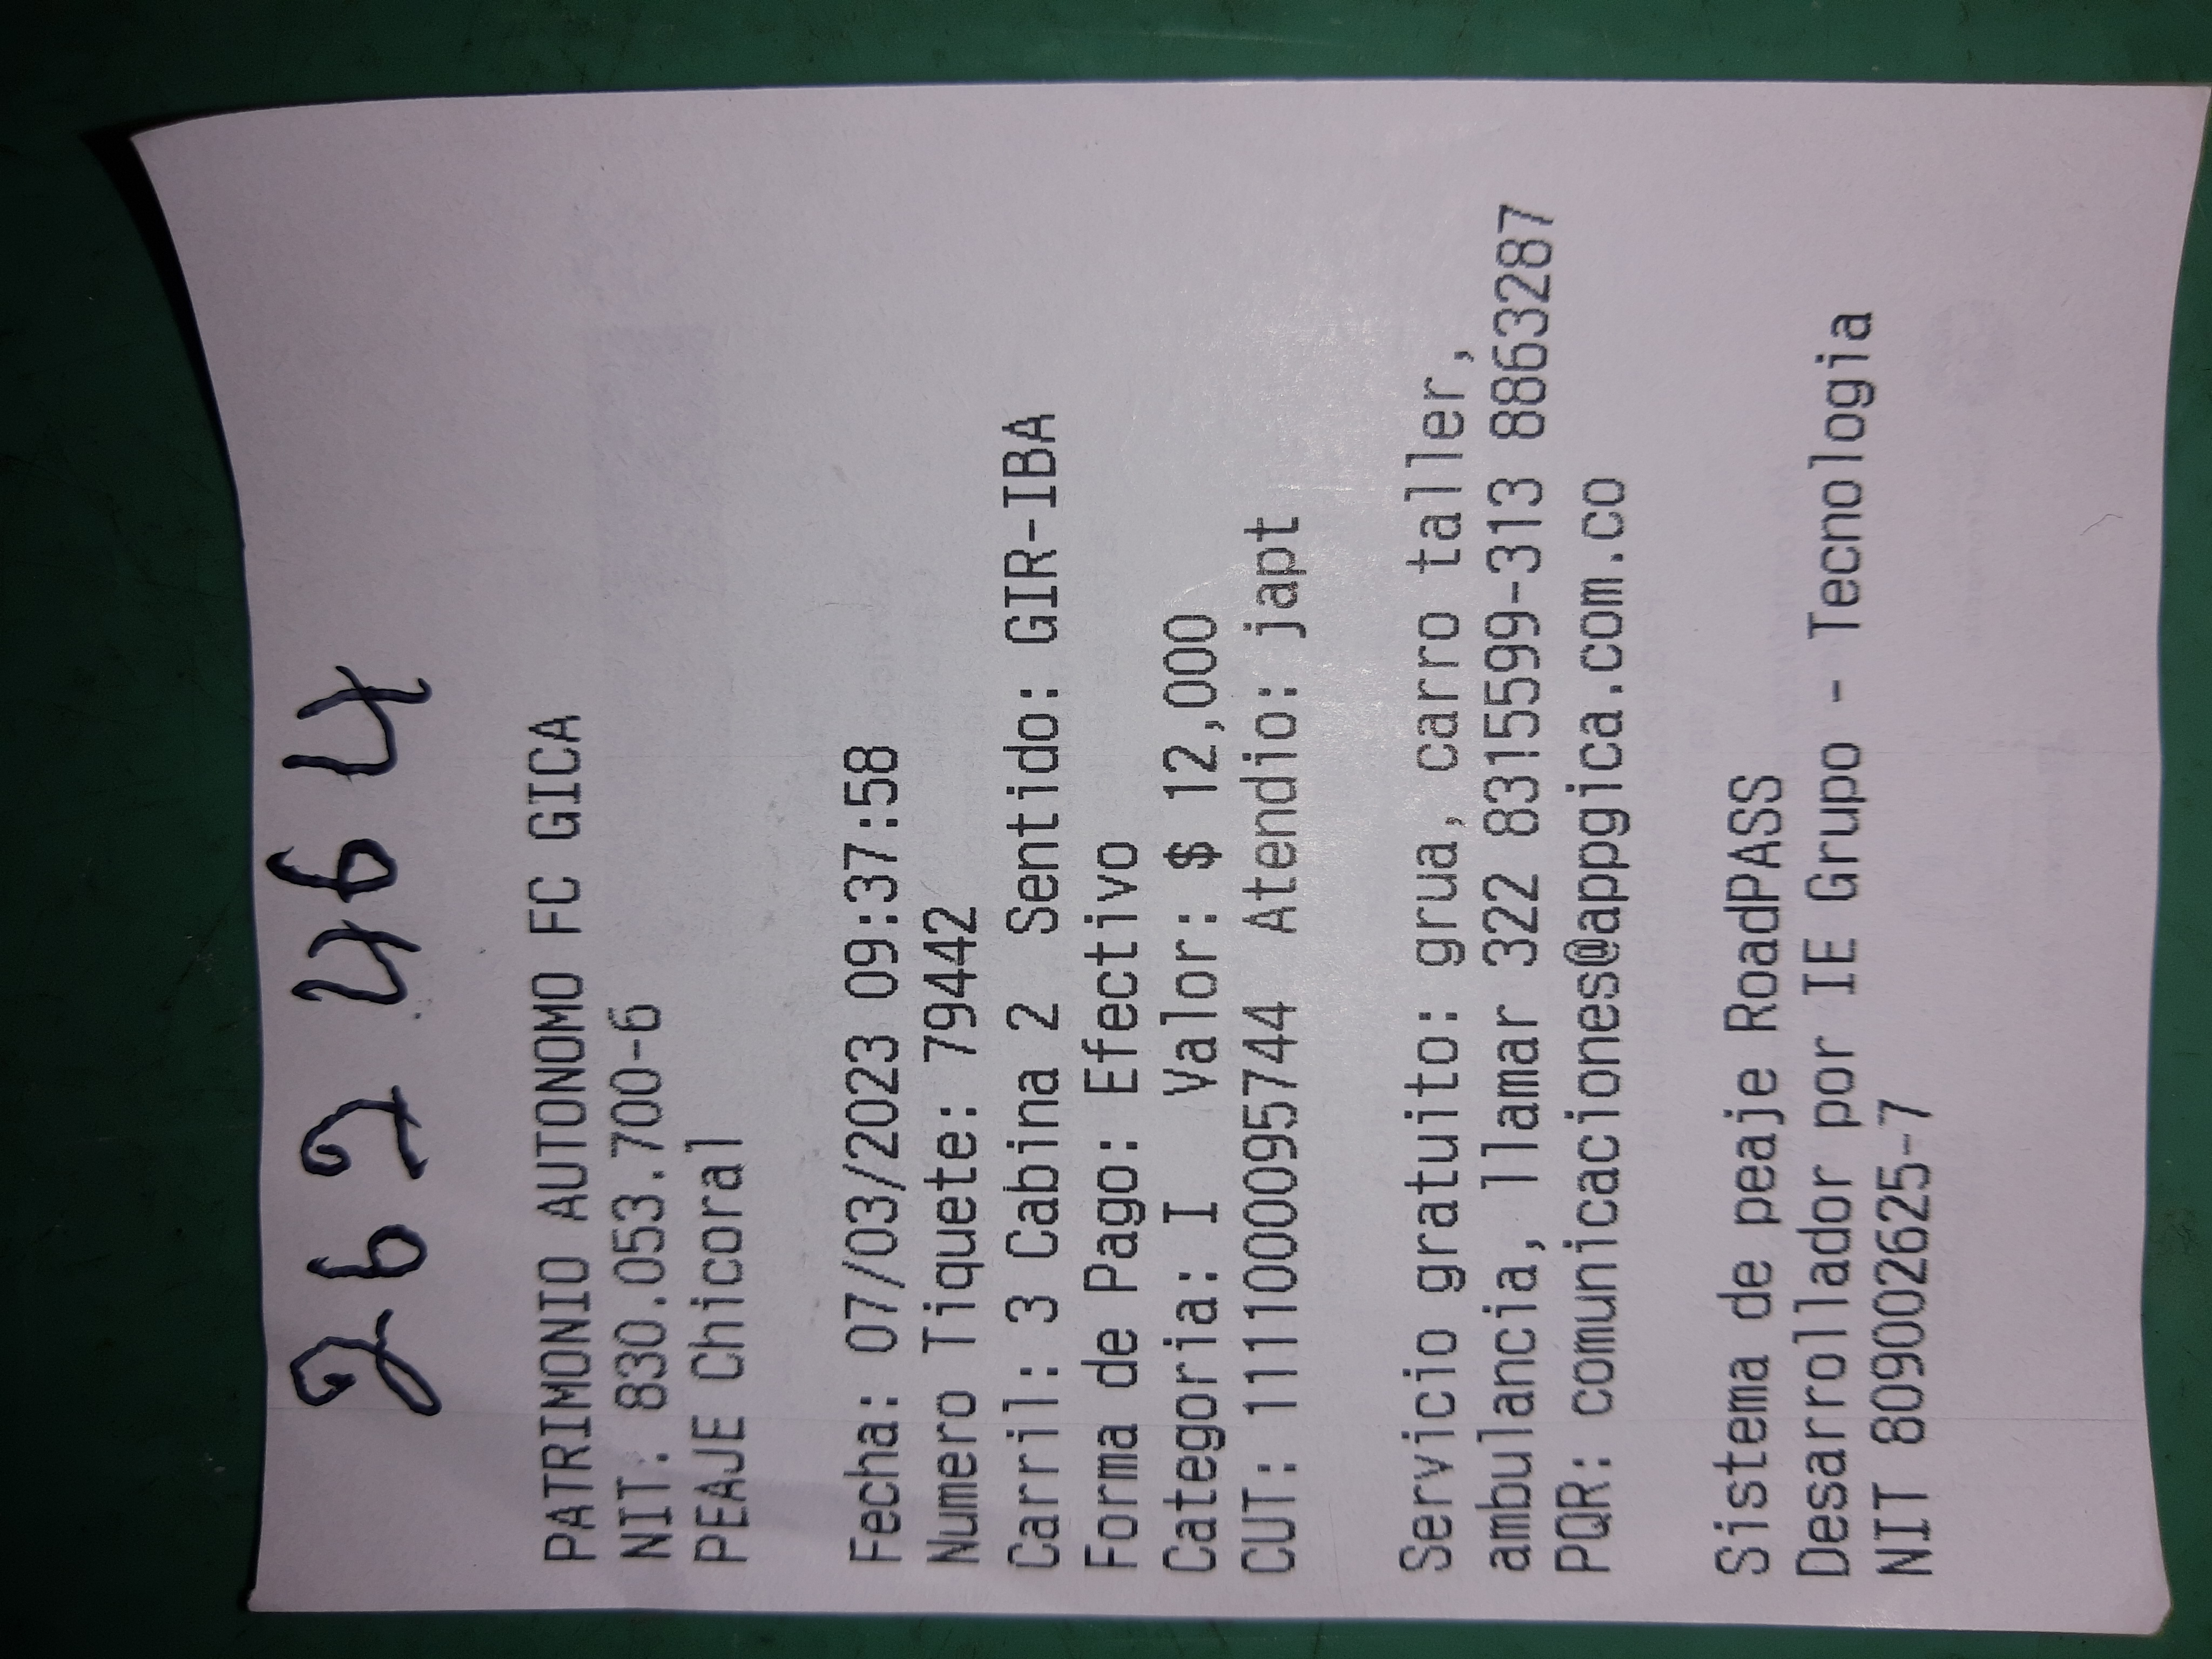 262464
PATRIMONIO AUTONOMO FC GICA
NIT: 830.053.700-6
PEAJE Chicoral
Fecha: 07/03/2023 09:37:58
Numero Tiquete: 79442
Carril: 3 Cabina 2 Sentido: GIR-IBA
Forma de Pago: Efectivo
Categoria: I Valor: $ 12,000
CUT: 11110000095744 Atendio: japt
Servicio gratuito: grua, carro taller,
ambulancia, llamar 322 8315599-313 8863287
PQR: comunicaciones@appgica.com.co
Sistema de peaje RoadPASS
Desarrollador por IE Grupo - Tecnologia
NIT 809002625-7